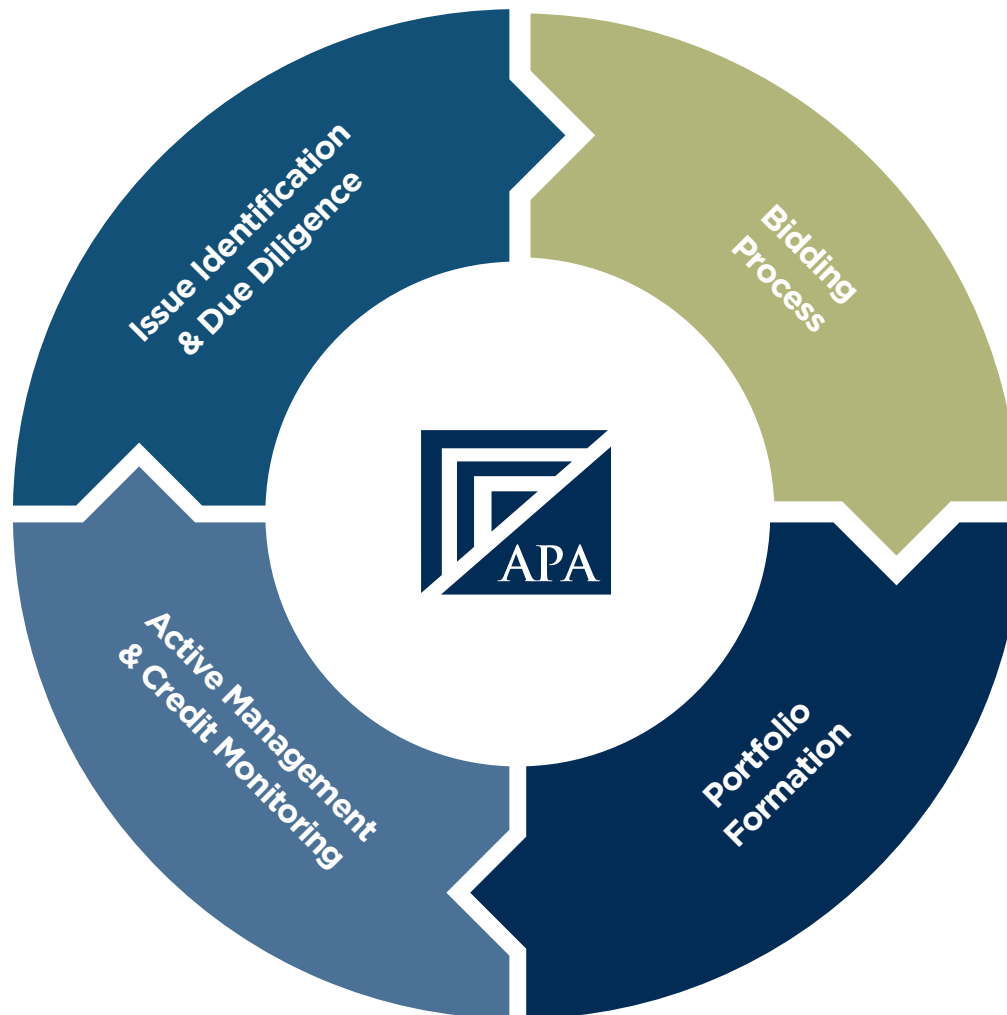 Issue Identification
& Due Diligence
Bidding
Process
Portfolio
Formation
Active Management
& Credit Monitoring
APA